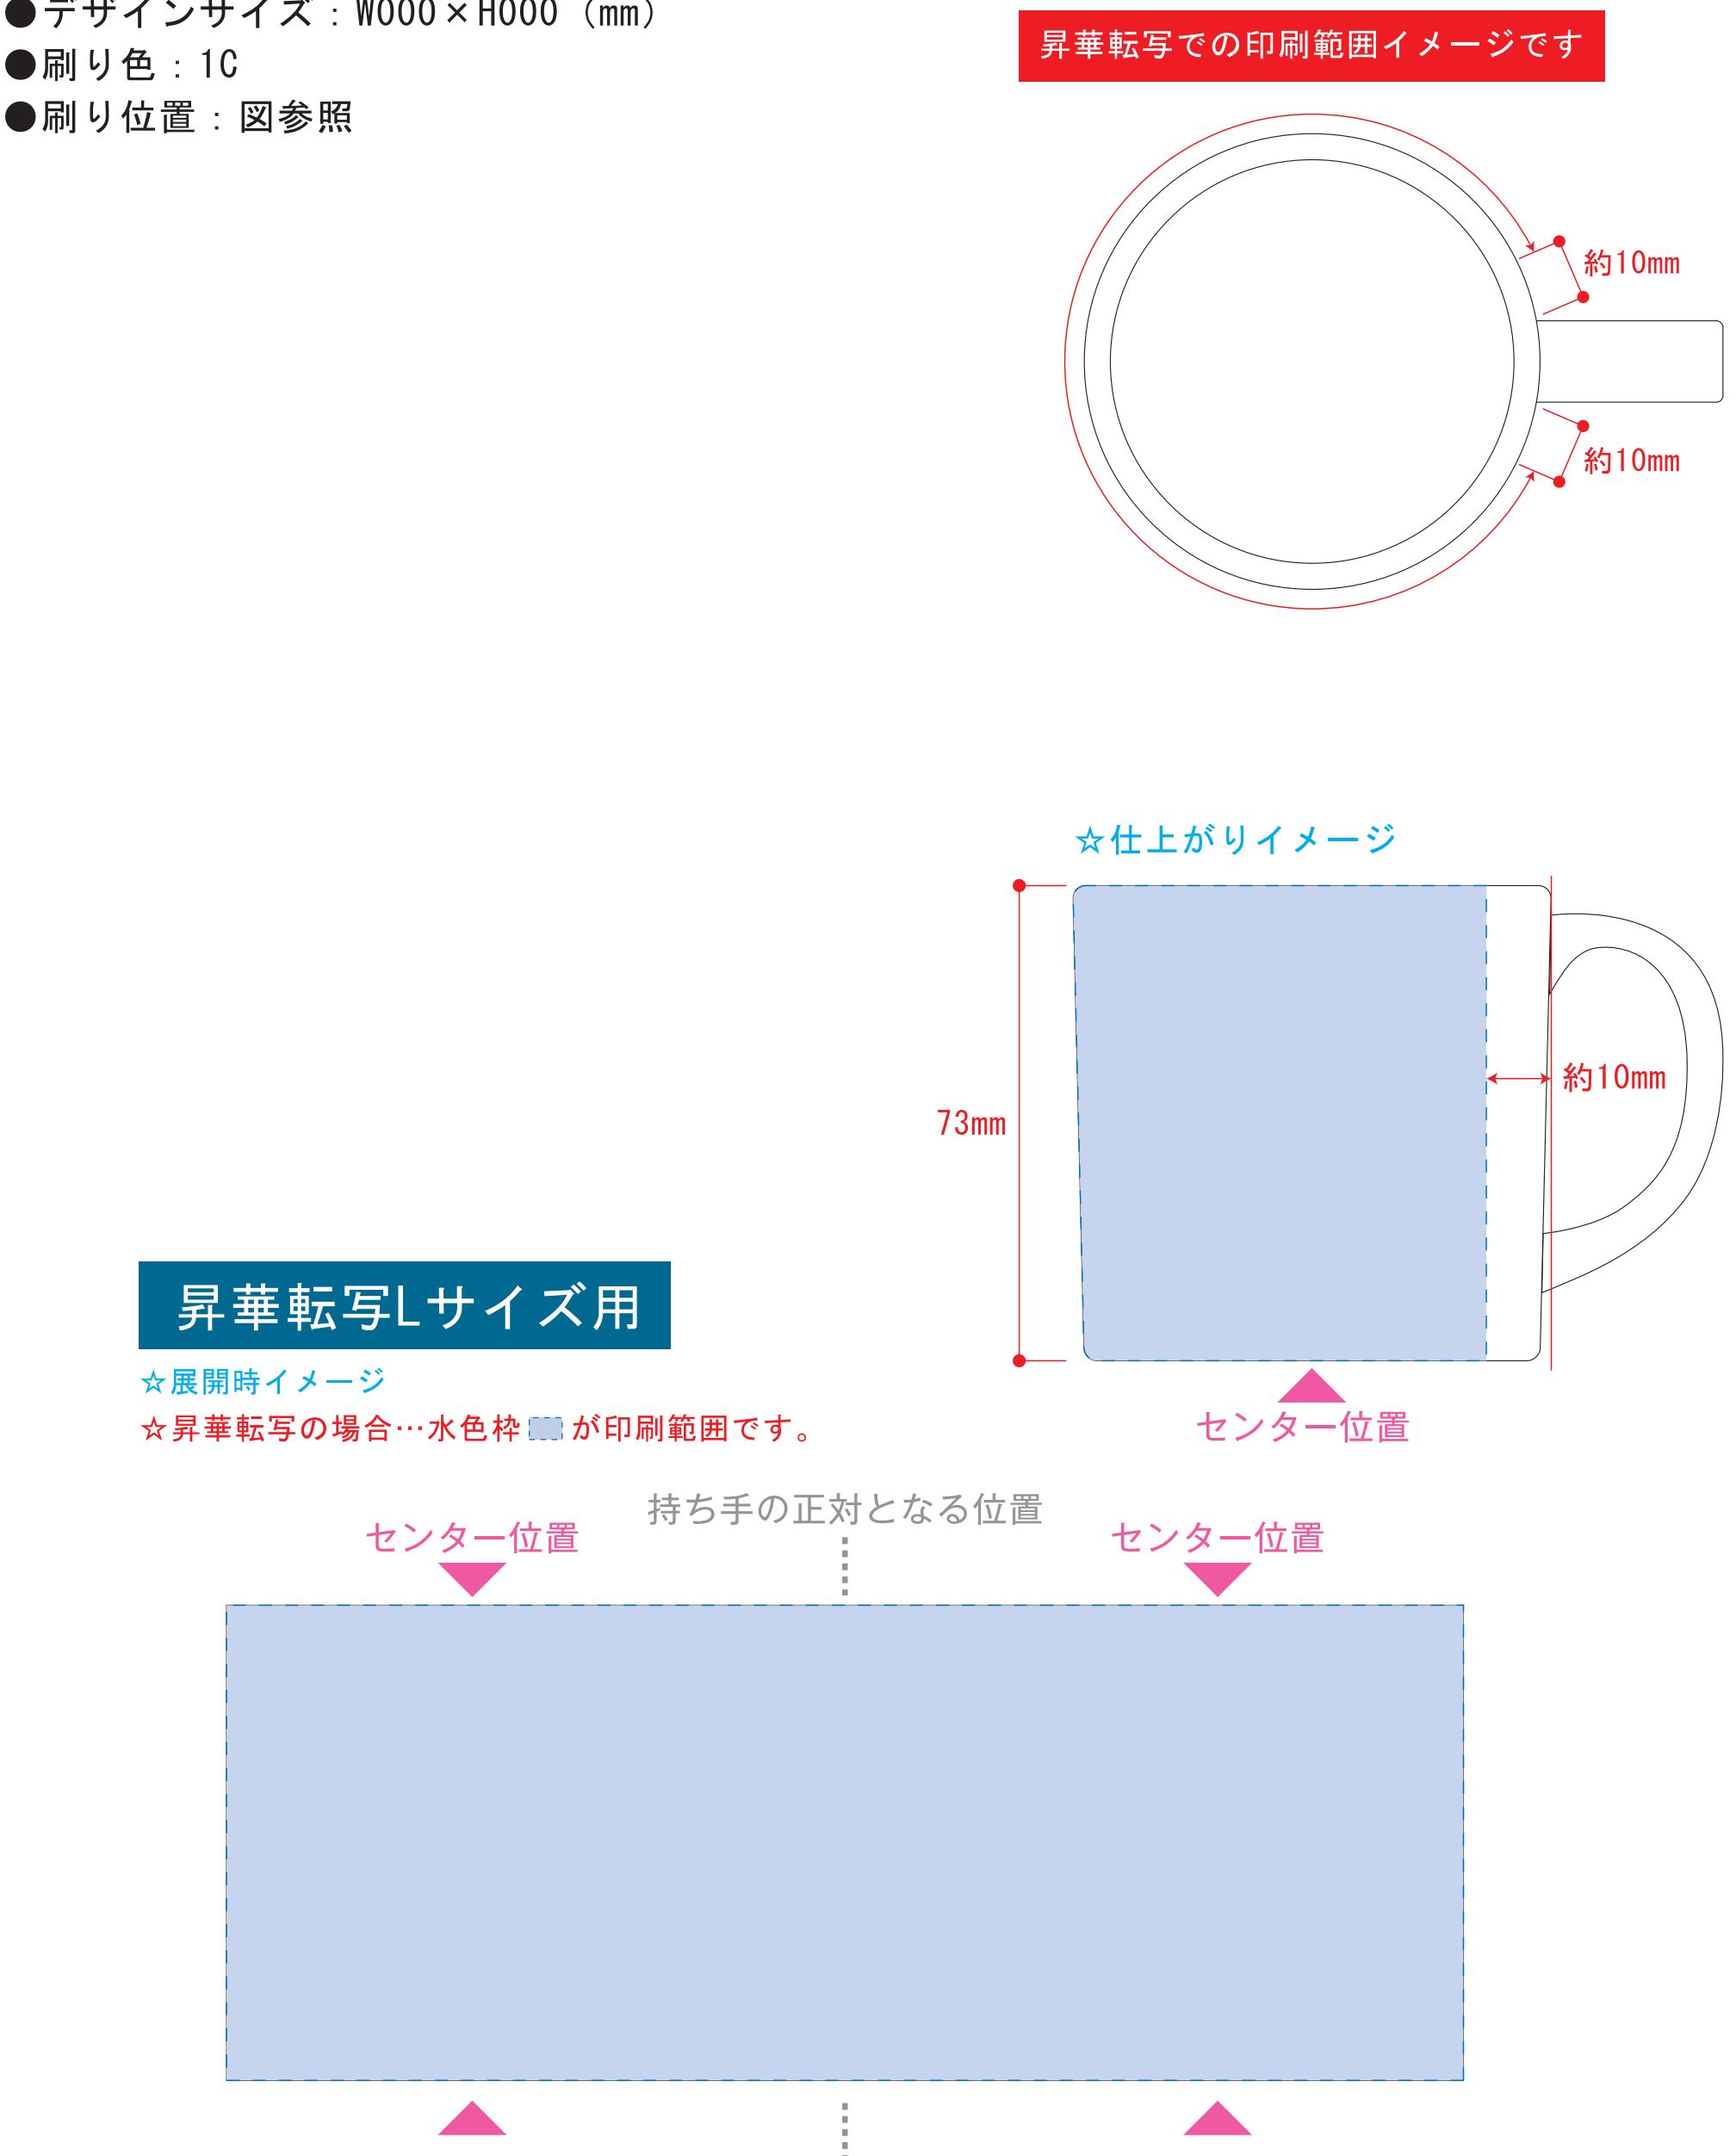 ●デザインサイズ：W000×H000 (mm)
●刷り色：1C
●刷り位置：図参照
昇華転写での印刷範囲イメージです
約10mm
約10mm
☆仕上がりイメージ
約10mm
73mm
昇華転写Lサイズ用
☆展開時イメージ
☆昇華転写の場合…水色枠 が印刷範囲です。
センター位置
持ち手の正対となる位置
センター位置
センター位置